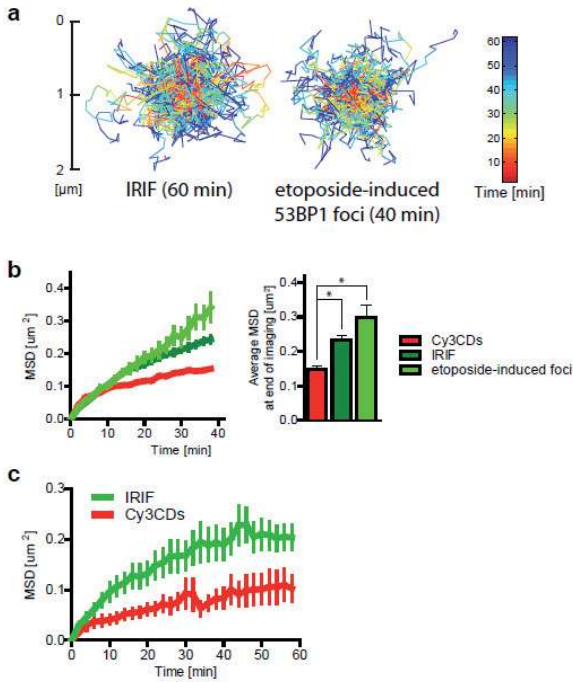 a
0
1
2
[µm]
IRIF (60 min)
etoposide-induced
53BP1 foci (40 min)
60
50
40
30
20
10
Time [min]
b
MSD [um²]
0.4
0.3
0.2
0.1
0.0
0 10 20 30 40
Time [min]
Average MSD
at end of imaging [um²]
0.4
0.3
0.2
0.1
0.0
*
*
Cy3CDs
IRIF
etoposide-induced foci
c
MSD [um²]
0.3
0.2
0.1
0.0
IRIF
Cy3CDs
0 10 20 30 40 50 60
Time [min]